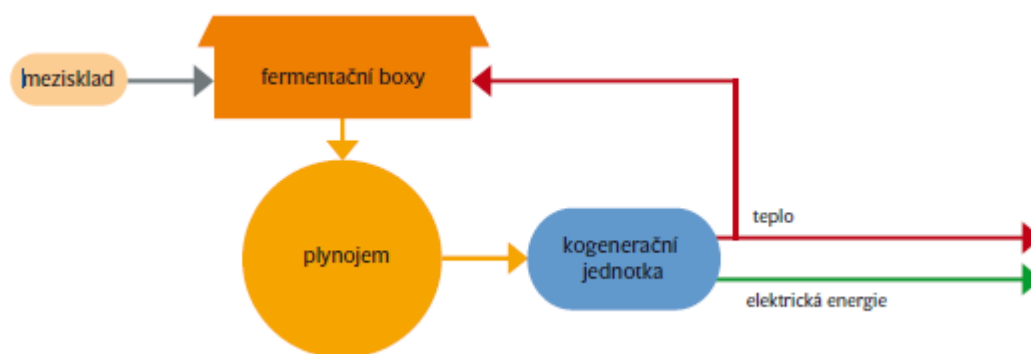 mezisklad
fermentační boxy
plynojem
kogenerační
jednotka
teplo
elektrická energie